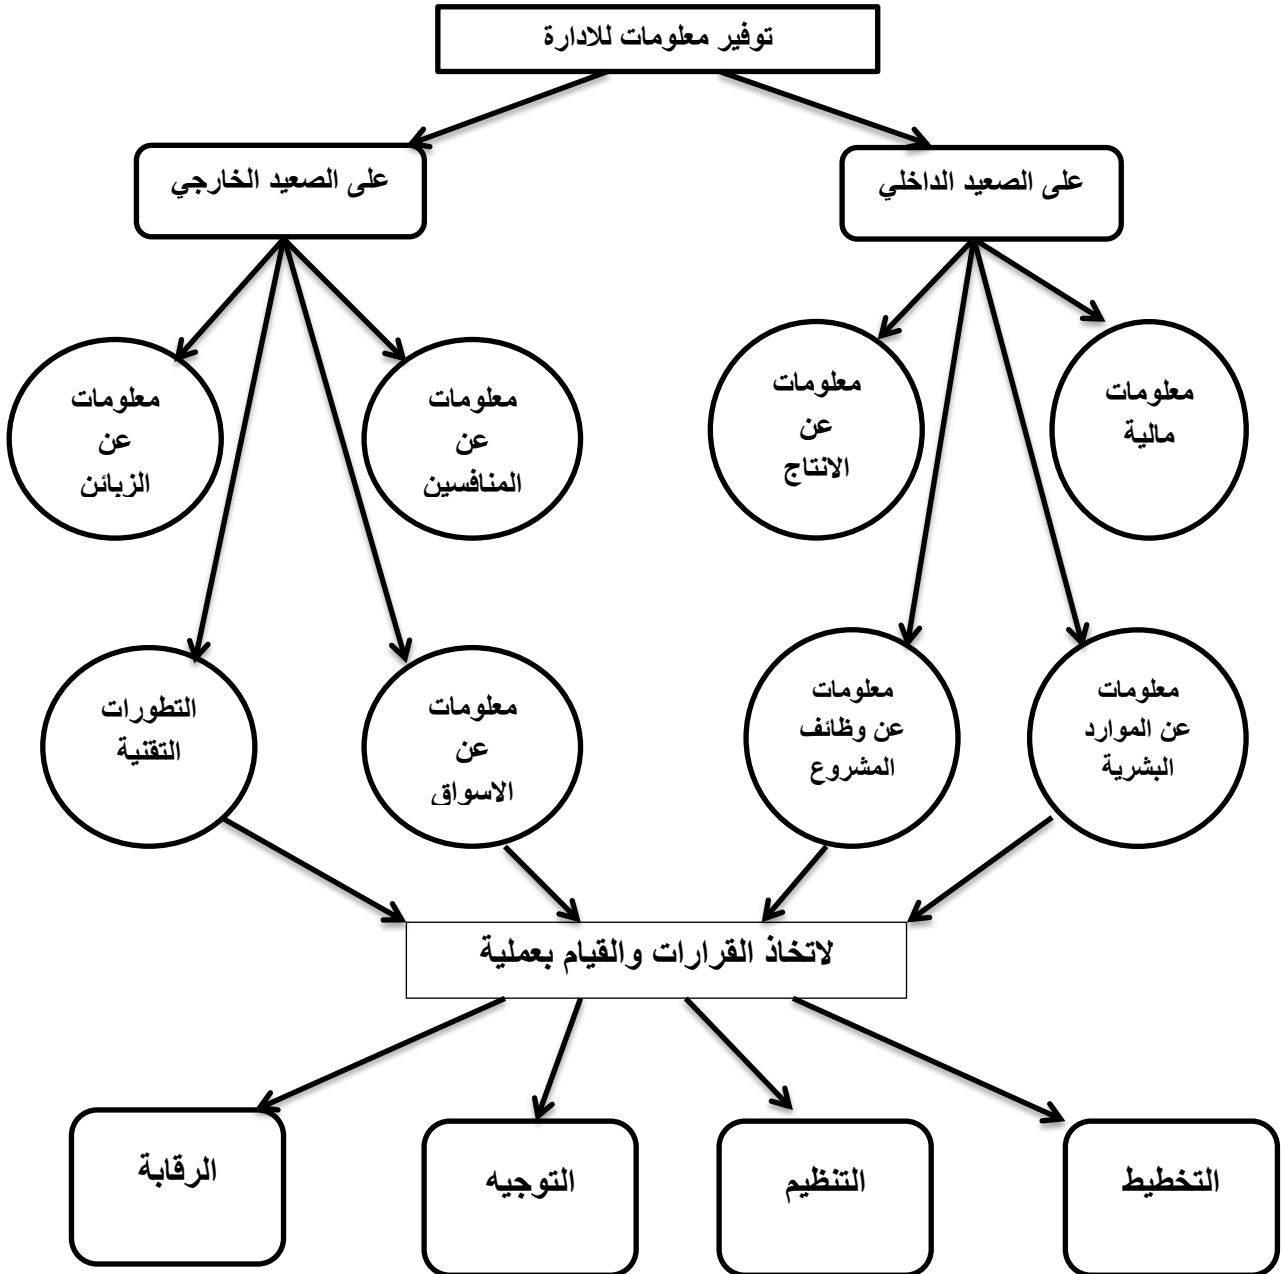 توفير معلومات للادارة
على الصعيد الداخلي
على الصعيد الخارجي
معلومات
مالية
معلومات
عن
الانتاج
معلومات
عن
المنافسين
معلومات
عن
الزبائن
معلومات
عن الموارد
البشرية
معلومات
عن وظائف
المشروع
معلومات
عن
الاسواق
التطورات
التقنية
لاتخاذ القرارات والقيام بعملية
التخطيط
التنظيم
التوجيه
الرقابة